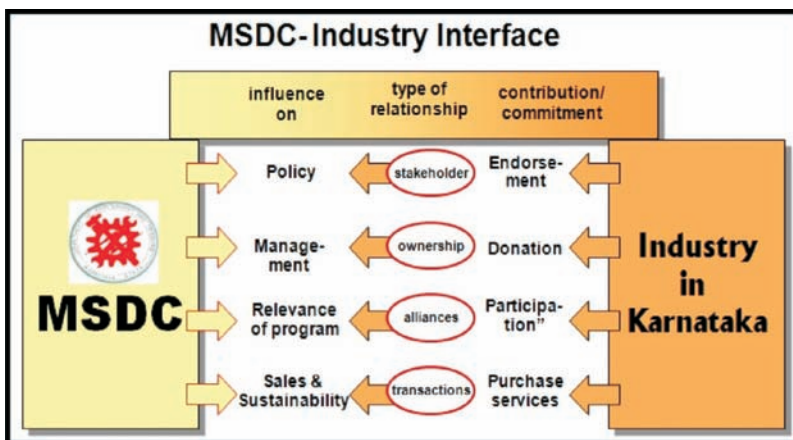 MSDC-Industry Interface
influence
on
type of
relationship
contribution/
commitment
Policy
stakeholder
Endorse-
ment
Manage-
ment
ownership
Donation
Relevance
of program
alliances
Participa-
tion”
Sales &
Sustainability
transactions
Purchase
services
MSDC
Industry
in
Karnataka